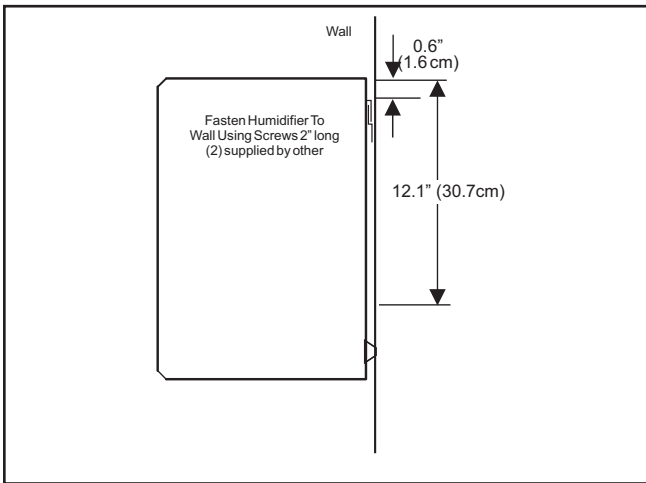 Wall
0.6”
(1.6 cm)
Fasten Humidifier To
Wall Using Screws 2” long
(2) supplied by other
12.1” (30.7cm)